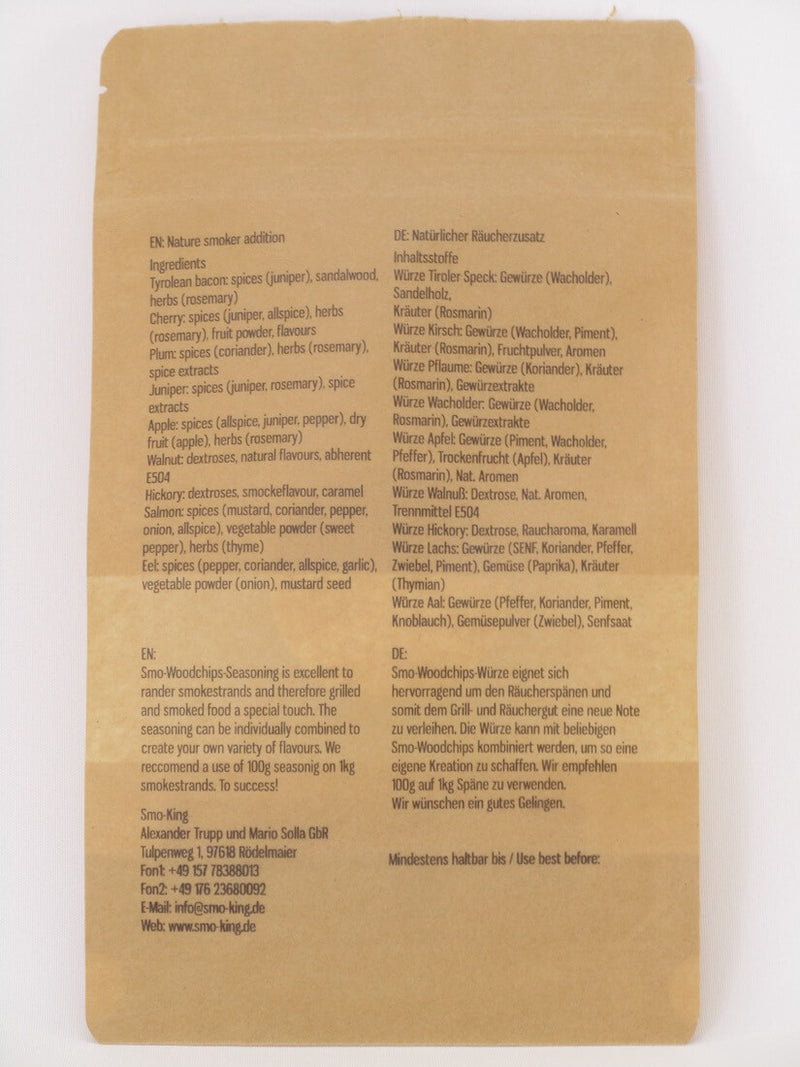 EN: Nature smoker addition
Ingredients
Tyrolean bacon: spices (juniper), sandalwood,
herbs (rosemary)
Cherry: spices (juniper, allspice), herbs
(rosemary), fruit powder, flavours
Plum: spices (coriander), herbs (rosemary),
spice extracts
Juniper: spices (juniper, rosemary), spice
extracts
Apple: spices (allspice, juniper, pepper), dry
fruit (apple), herbs (rosemary)
Walnut: dextroses, natural flavours, abherent
E504
Hickory: dextroses, smockeflavour, caramel
Salmon: spices (mustard, coriander, pepper,
onion, allspice), vegetable powder (sweet
pepper), herbs (thyme)
Eel: spices (pepper, coriander, allspice, garlic),
vegetable powder (onion), mustard seed
DE: Natürlicher Räucherzusatz
Inhaltsstoffe
Würze Tiroler Speck: Gewürze (Wacholder),
Sandelholz,
Kräuter (Rosmarin)
Würze Kirsch: Gewürze (Wacholder, Piment),
Kräuter (Rosmarin), Fruchtpulver, Aromen
Würze Pflaume: Gewürze (Koriander), Kräuter
(Rosmarin), Gewürzextrakte
Würze Wacholder: Gewürze (Wacholder,
Rosmarin), Gewürzextrakte
Würze Apfel: Gewürze (Piment, Wacholder,
Pfeffer), Trockenfrucht (Apfel), Kräuter
(Rosmarin), Nat. Aromen
Würze Walnuß: Dextrose, Nat. Aromen,
Trennmittel E504
Würze Hickory: Dextrose, Raucharoma, Karamell
Würze Lachs: Gewürze (SENF, Koriander, Pfeffer,
Zwiebel, Piment), Gemüse (Paprika), Kräuter
(Thymian)
Würze Aal: Gewürze (Pfeffer, Koriander, Piment,
Knoblauch), Gemüsepulver (Zwiebel), Senfsaat
EN:
Smo-Woodchips-Seasoning is excellent to
rander smokestrands and therefore grilled
and smoked food a special touch. The
seasoning can be individually combined to
create your own variety of flavours. We
reccomend a use of 100g seasonig on 1kg
smokestrands. To success!
DE:
Smo-Woodchips-Würze eignet sich
hervorragend um den Räucherspänen und
somit dem Grill- und Räuchergut eine neue Note
zu verleihen. Die Würze kann mit beliebigen
Smo-Woodchips kombiniert werden, um so eine
eigene Kreation zu schaffen. Wir empfehlen
100g auf 1kg Späne zu verwenden.
Wir wünschen ein gutes Gelingen.
Smo-King
Alexander Trupp und Mario Solla GbR
Tulpenweg 1, 97618 Rödelmaier
Fon1: +49 157 78388013
Fon2: +49 176 23680092
E-Mail: info@smo-king.de
Web: www.smo-king.de
Mindestens haltbar bis / Use best before: